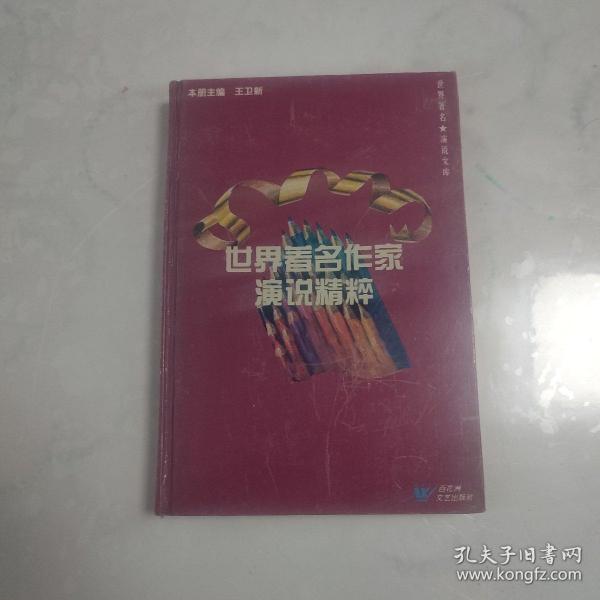 本册主编 王卫新
世界著名★演说文库
世界著名作家
演说精粹
百花洲
文艺出版社
孔夫子旧书网
www.kongfz.com